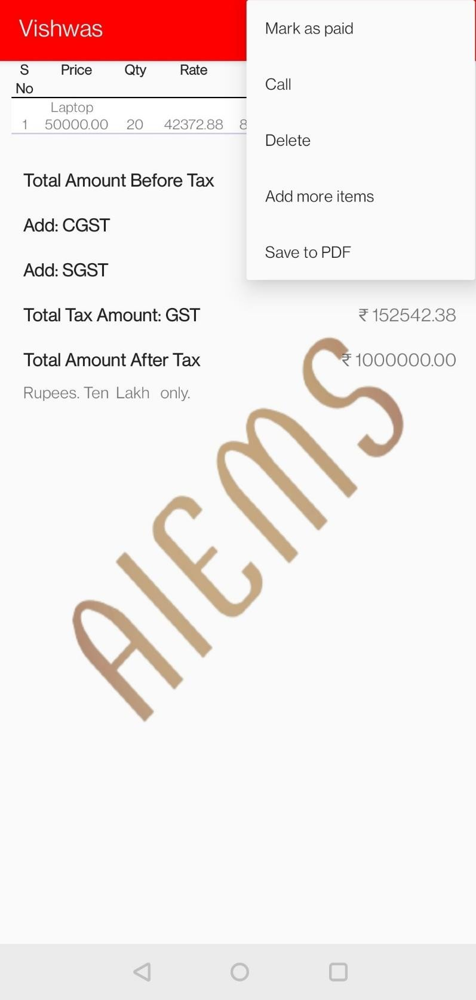 Vishwas
Mark as paid
Call
Delete
Add more items
Save to PDF
S No Price Qty Rate
Laptop
1 50000.00 20 42372.88 8
Total Amount Before Tax
Add: CGST
Add: SGST
Total Tax Amount: GST ₹ 152542.38
Total Amount After Tax ₹ 1000000.00
Rupees. Ten Lakh only.
AIEMS